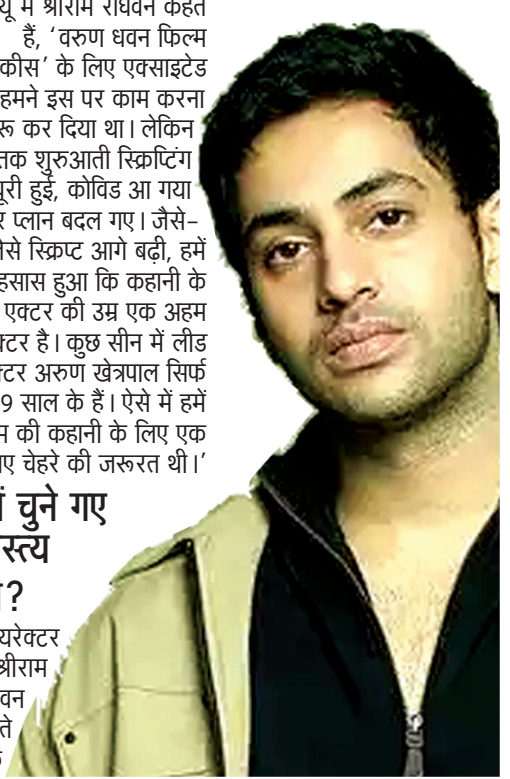 यू में श्रीराम राघवन कहते
हैं, ‘वरुण धवन फिल्म
कीस’ के लिए एक्साइटेड
हमने इस पर काम करना
रू कर दिया था। लेकिन
तक शुरुआती स्क्रिप्टिंग
पूरी हुई, कोविड आ गया
र प्लान बदल गए। जैसे-
जैसे स्क्रिप्ट आगे बढ़ी, हमें
हसास हुआ कि कहानी के
एक्टर की उम्र एक अहम
क्टर है। कुछ सीन में लीड
क्टर अरुण खेत्रपाल सिर्फ
9 साल के हैं। ऐसे में हमें
म की कहानी के लिए एक
नए चेहरे की जरूरत थी।’
में चुने गए
स्त्य
?
यरेक्टर
श्रीराम
वन
ते